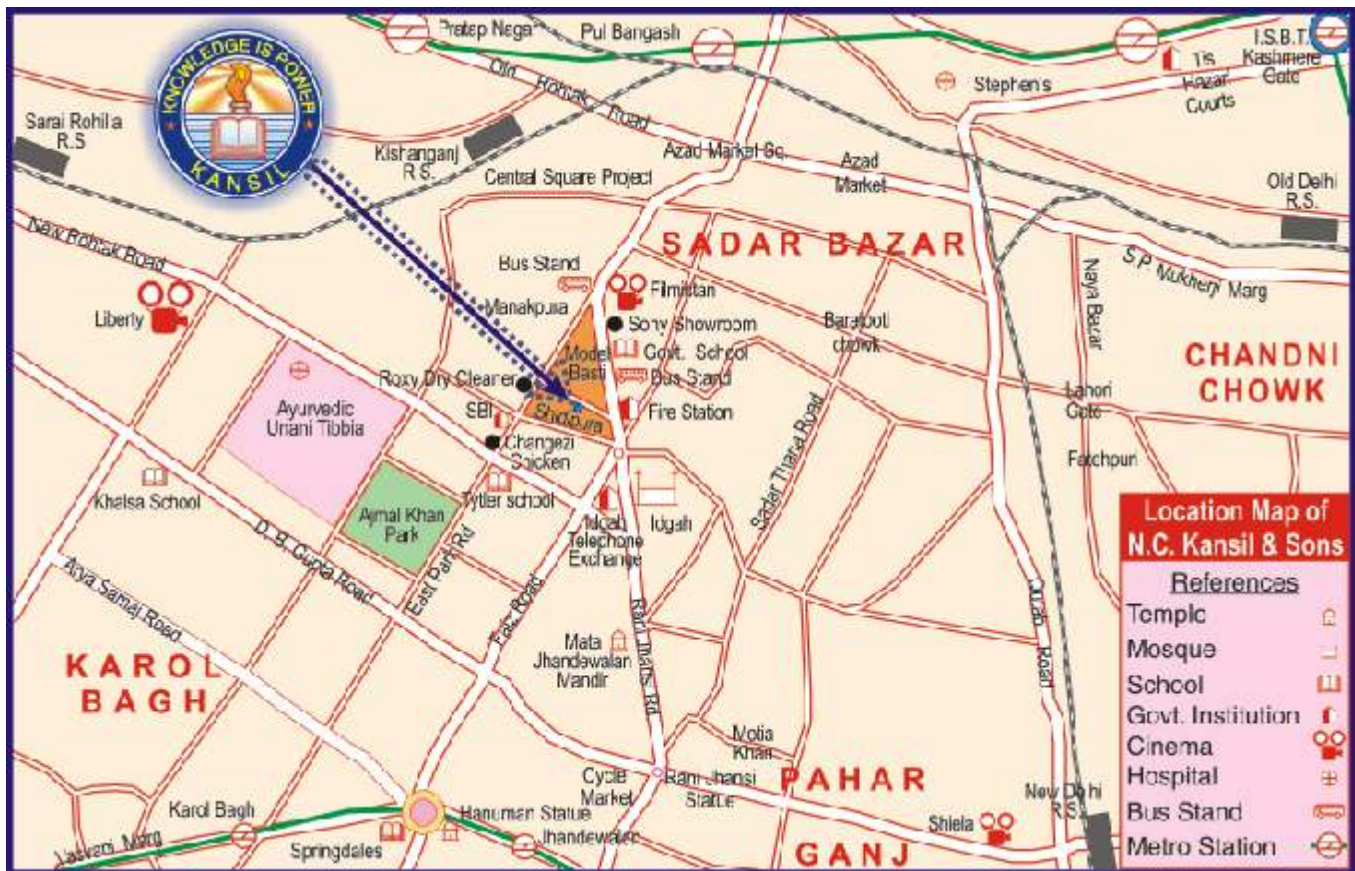 KNOWLEDGE IS POWER
KANSIL
Pratap Nagar
Pul Bangash
I.S.B.T.
Kashmere
Gate
Tis
Hazari
Courts
Stephen's
Sarai Rohilla
R.S
Kishanganj
R.S.
Old Rohtak Road
Azad Market Sq.
Azad
Market
Central Square Project
Old Delhi
R.S.
New Rohtak Road
SADAR BAZAR
S.P. Mukherji Marg
Naya Bazar
Bus Stand
Filmistan
Manakpura
Liberty
Sony Showroom
Baratooti
chowk
Model
Basti
Govt. School
CHANDNI
CHOWK
Roxy Dry Cleaner
Bus Stand
Lahori
Gate
Ayurvedic
Unani Tibbia
SBI
Shidipura
Fire Station
Changezi
Chicken
Sadar Thana Road
Fatehpuri
Khalsa School
Tytler school
Ajmal Khan
Park
Idgah
Telephone
Exchange
Idgah
D. B. Gupta Road
East Park Rd
Arya Samaj Road
Faiz Road
Rani Jhansi Rd
Qutab Road
Mata
Jhandewalan
Mandir
KAROL
BAGH
Motia
Khan
Cycle
Market
Rani Jhansi
Statue
PAHAR
GANJ
New Delhi
R.S.
Karol Bagh
Hanuman Statue
Shiela
Jhandewalan
Springdales
Location Map of
N.C. Kansil & Sons
References
Temple
Mosque
School
Govt. Institution
Cinema
Hospital
Bus Stand
Metro Station